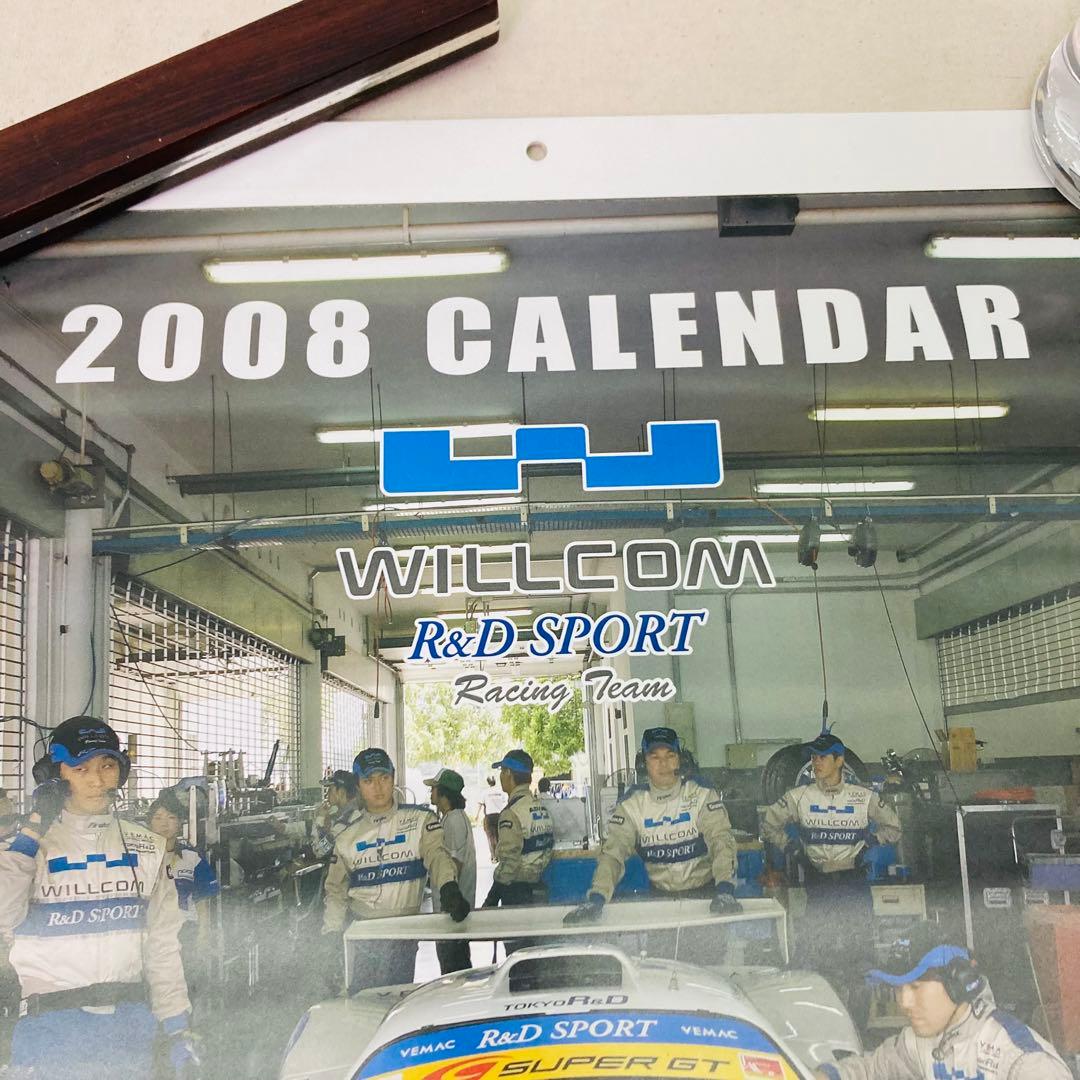 2008 CALENDAR
WILLCOM
R&D SPORT
Racing Team
WILLCOM
R&D SPORT
WILLCOM
R&D SPORT
WILLCOM
R&D SPORT
WILLCOM
R&D SPORT
VEMAC
TOKYO R&D
VEMAC R&D SPORT VEMAC
SUPER GT